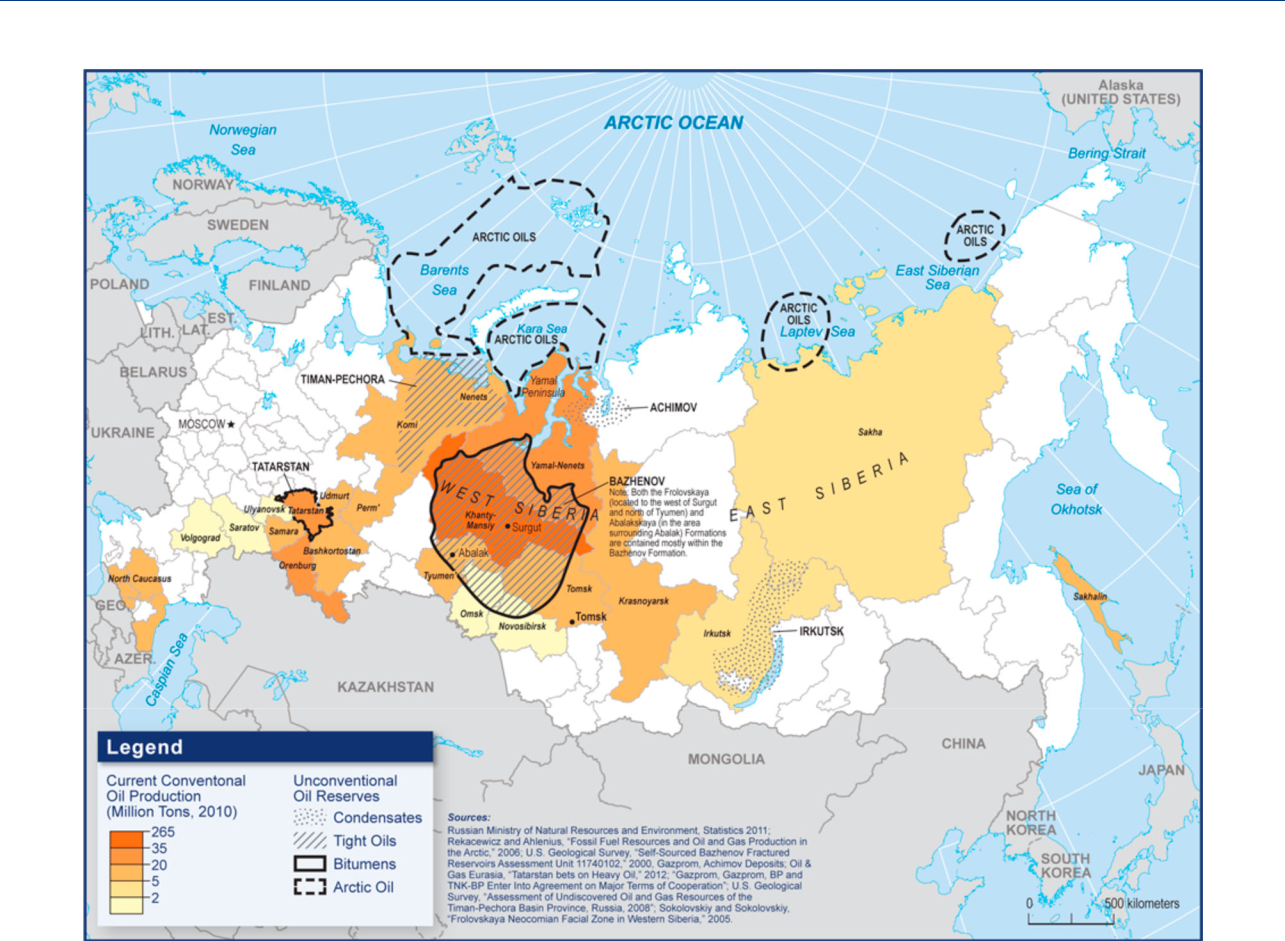 Alaska
(UNITED STATES)
ARCTIC OCEAN
Norwegian
Sea
Bering Strait
NORWAY
SWEDEN
ARCTIC
OILS
ARCTIC OILS
Barents
Sea
East Siberian
Sea
POLAND
FINLAND
ARCTIC
OILS
Laptev Sea
EST.
LITH.
LAT.
Kara Sea
ARCTIC OILS
BELARUS
TIMAN-PECHORA
Yamal
Peninsula
Nenets
ACHIMOV
MOSCOW
Komi
UKRAINE
Sakha
TATARSTAN
Yamal-Nenets
EAST SIBERIA
WEST SIBERIA
BAZHENOV
Note: Both the Frolovskaya
(located to the west of Surgut
and north of Tyumen) and
Abalakskaya (in the area
surrounding Abalak) Formations
are contained mostly within the
Bazhenov Formation.
Sea of
Okhotsk
Udmurt
Ulyanovsk
Tatarstan
Perm'
Khanty-
Mansiy
Surgut
Saratov
Samara
Volgograd
Bashkortostan
Abalak
Orenburg
North Caucasus
Tyumen'
Tomsk
Krasnoyarsk
Sakhalin
GEO.
Omsk
Novosibirsk
Tomsk
Irkutsk
IRKUTSK
AZER.
Caspian Sea
KAZAKHSTAN
MONGOLIA
CHINA
JAPAN
NORTH
KOREA
SOUTH
KOREA
Legend
Current Conventonal
Oil Production
(Million Tons, 2010)
265
35
20
5
2
Unconventional
Oil Reserves
Condensates
Tight Oils
Bitumens
Arctic Oil
Sources:
Russian Ministry of Natural Resources and Environment, Statistics 2011;
Rekacewicz and Ahlenius, “Fossil Fuel Resources and Oil and Gas Production in
the Arctic,” 2006; U.S. Geological Survey, “Self-Sourced Bazhenov Fractured
Reservoirs Assessment Unit 11740102,” 2000, Gazprom, Achimov Deposits; Oil &
Gas Eurasia, “Tatarstan bets on Heavy Oil,” 2012; “Gazprom, Gazprom, BP and
TNK-BP Enter Into Agreement on Major Terms of Cooperation”; U.S. Geological
Survey, “Assessment of Undiscovered Oil and Gas Resources of the
Timan-Pechora Basin Province, Russia, 2008”; Sokolovskiy and Sokolovskiy,
“Frolovskaya Neocomian Facial Zone in Western Siberia,” 2005.
0 500 kilometers